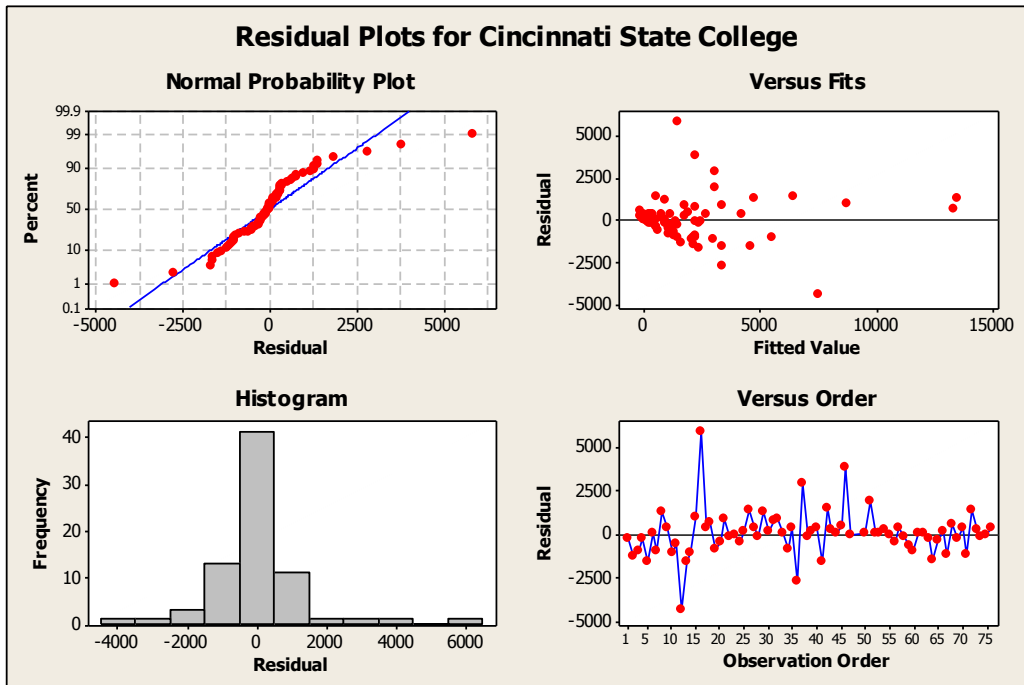 Residual Plots for Cincinnati State College
Normal Probability Plot
99.9
99
90
50
10
1
0.1
Percent
-5000 -2500 0 2500 5000
Residual
Versus Fits
5000
2500
0
-2500
-5000
Residual
0 5000 10000 15000
Fitted Value
Histogram
40
30
20
10
0
Frequency
-4000 -2000 0 2000 4000 6000
Residual
Versus Order
5000
2500
0
-2500
-5000
Residual
1 5 10 15 20 25 30 35 40 45 50 55 60 65 70 75
Observation Order